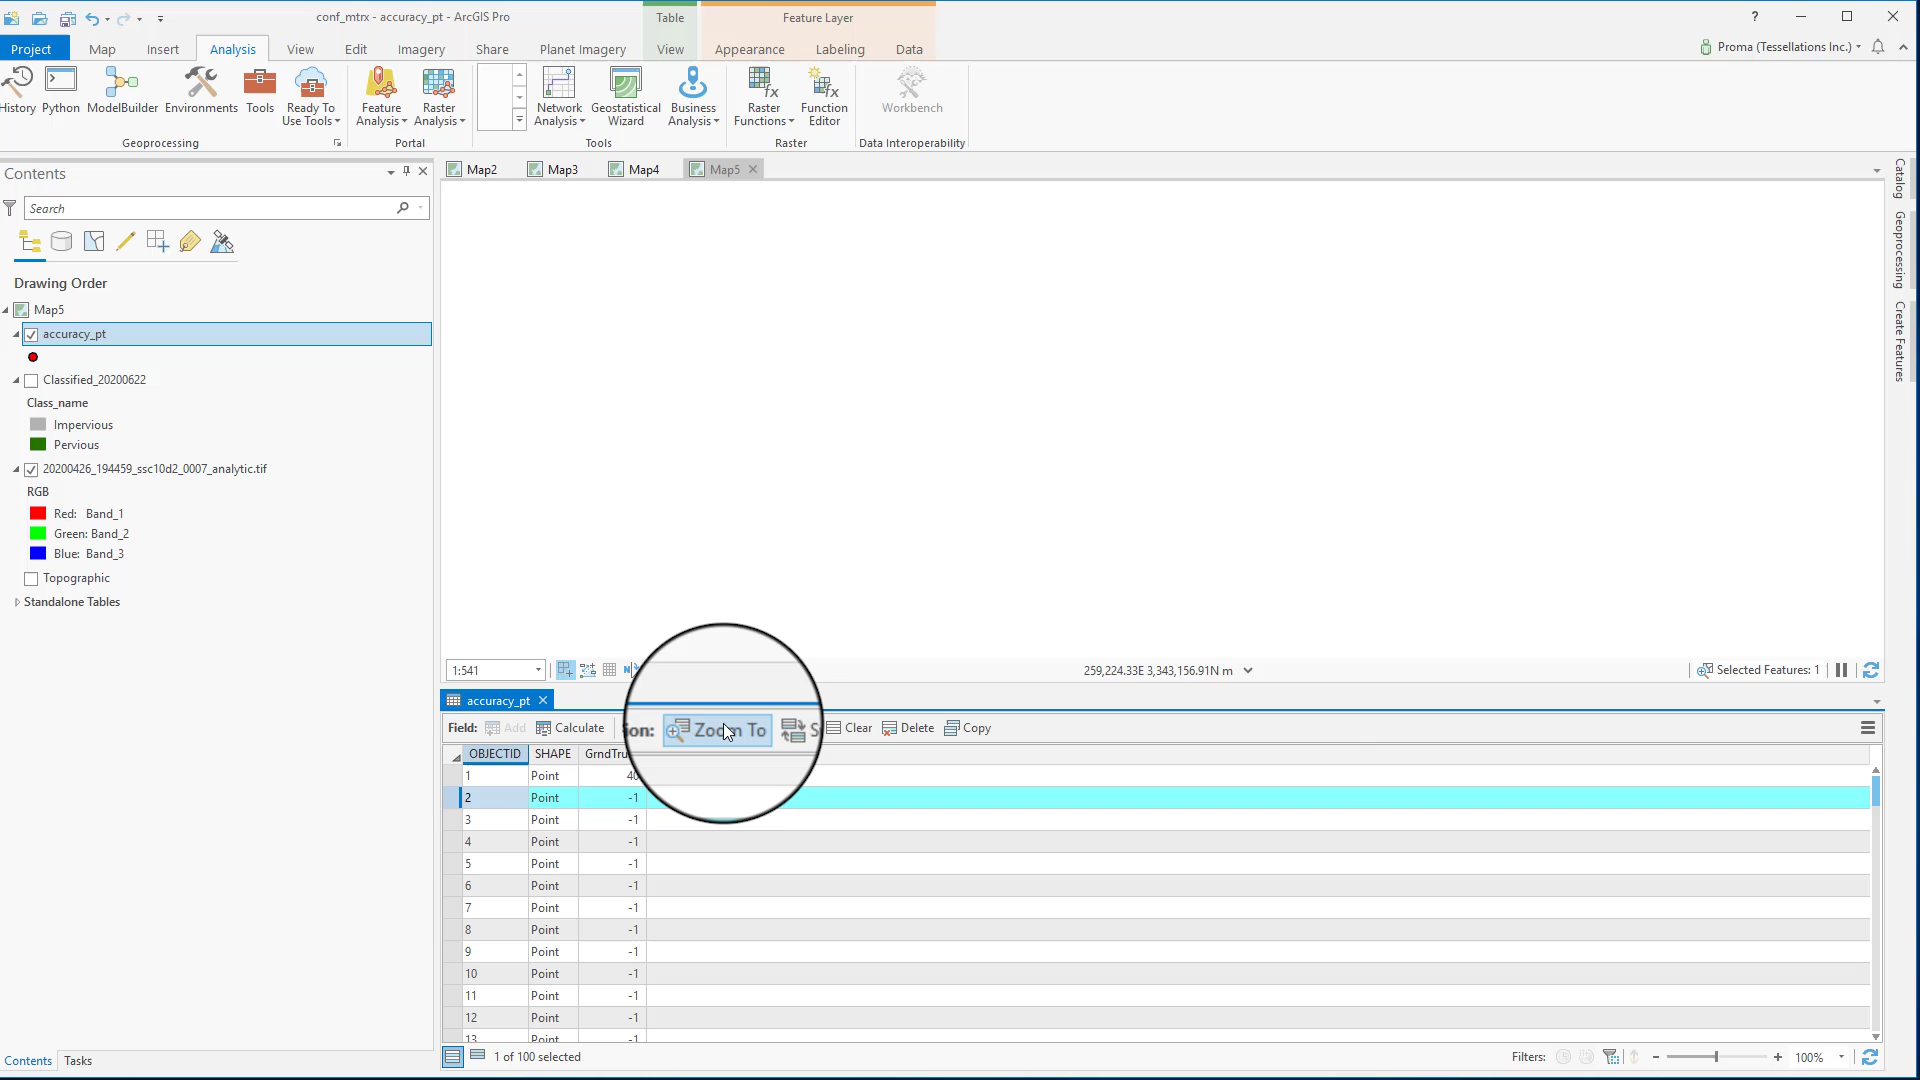 conf_mtrx - accuracy_pt - ArcGIS Pro
Table
Feature Layer
?
Project
Map
Insert
Analysis
View
Edit
Imagery
Share
Planet Imagery
View
Appearance
Labeling
Data
Proma (Tessellations Inc.)
History
Python
ModelBuilder
Environments
Tools
Ready To
Use Tools
Feature
Analysis
Raster
Analysis
Network
Analysis
Geostatistical
Wizard
Business
Analysis
Raster
Functions
Function
Editor
Workbench
Geoprocessing
Portal
Tools
Raster
Data Interoperability
Contents
Map2
Map3
Map4
Map5
Search
Drawing Order
Map5
accuracy_pt
Classified_20200622
Class_name
Impervious
Pervious
20200426_194459_ssc10d2_0007_analytic.tif
RGB
Red: Band_1
Green: Band_2
Blue: Band_3
Topographic
Standalone Tables
Catalog
Geoprocessing
Create Features
1:541
259,224.33E 3,343,156.91N m
Selected Features: 1
accuracy_pt
Field: Add Calculate
ion: Zoom To S
Clear Delete Copy
OBJECTID SHAPE GrndTru
1 Point 40
2 Point -1
3 Point -1
4 Point -1
5 Point -1
6 Point -1
7 Point -1
8 Point -1
9 Point -1
10 Point -1
11 Point -1
12 Point -1
13 Point
Contents
Tasks
1 of 100 selected
Filters:
- + 100%